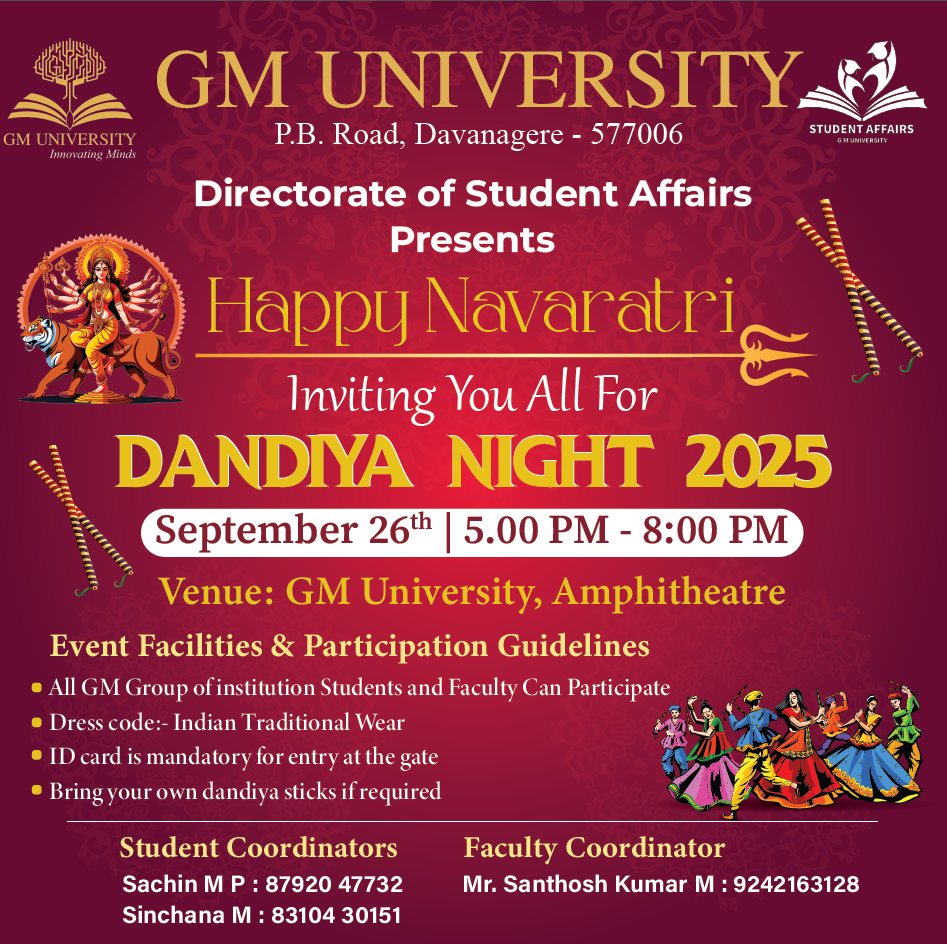 GM UNIVERSITY
Innovating Minds
GM UNIVERSITY
P.B. Road, Davanagere - 577006
STUDENT AFFAIRS
GM UNIVERSITY
Directorate of Student Affairs
Presents
Happy Navaratri
Inviting You All For
DANDIYA NIGHT 2025
September 26th | 5.00 PM - 8:00 PM
Venue: GM University, Amphitheatre
Event Facilities & Participation Guidelines
All GM Group of institution Students and Faculty Can Participate
Dress code:- Indian Traditional Wear
ID card is mandatory for entry at the gate
Bring your own dandiya sticks if required
Student Coordinators
Sachin M P : 87920 47732
Sinchana M : 83104 30151
Faculty Coordinator
Mr. Santhosh Kumar M : 9242163128